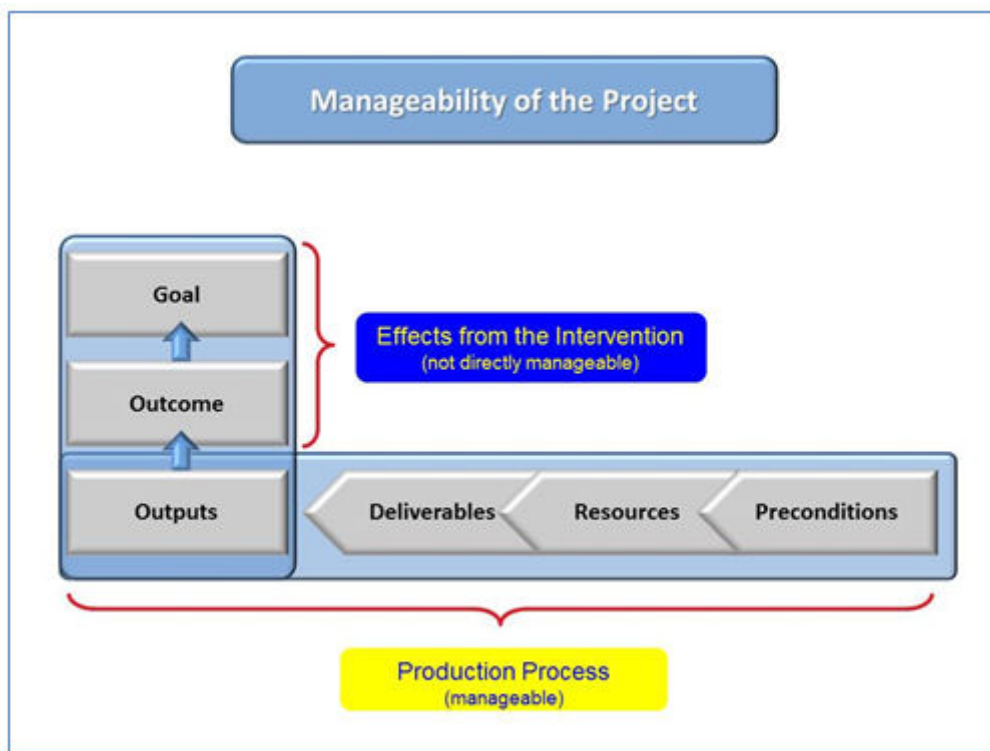 Manageability of the Project
Goal
Effects from the Intervention
(not directly manageable)
Outcome
Outputs
Deliverables
Resources
Preconditions
Production Process
(manageable)